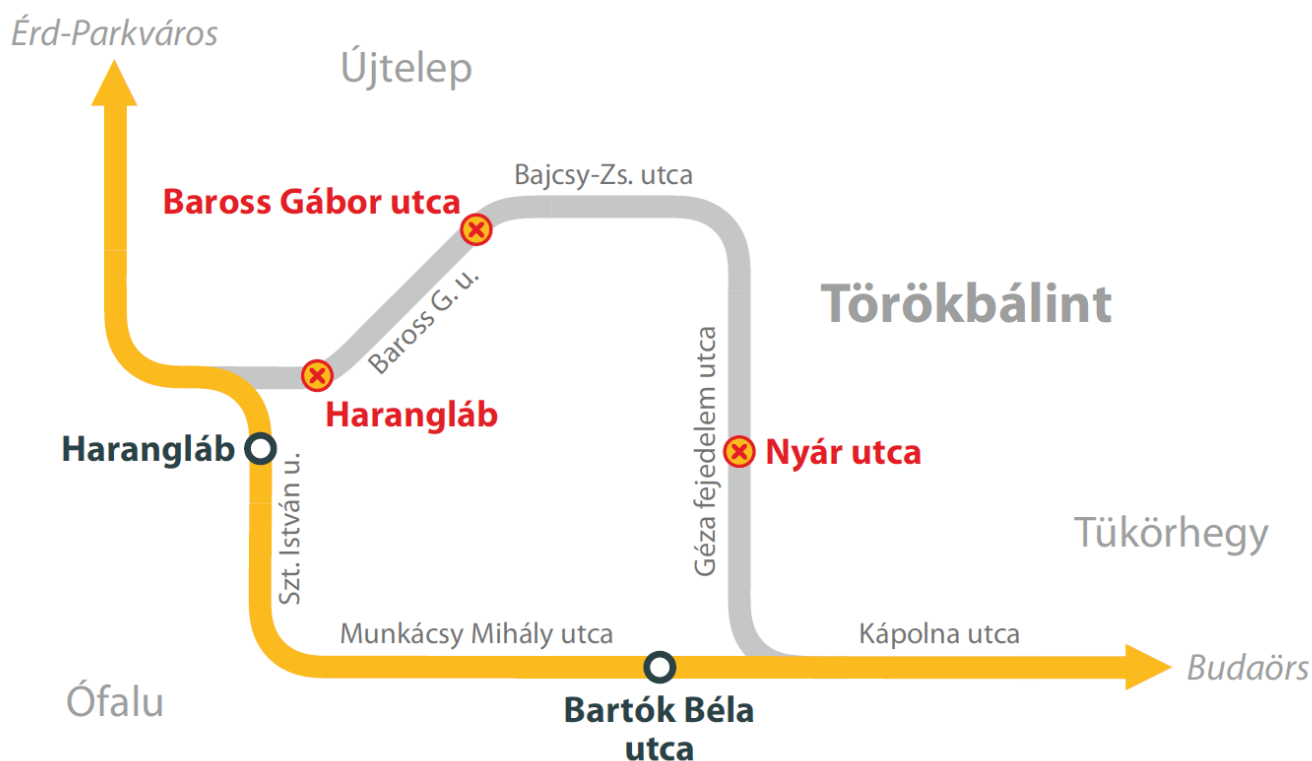 Érd-Parkváros
Újtelep
Bajcsy-Zs. utca
Baross Gábor utca
Baross G. u.
Törökbálint
Harangláb
Harangláb
Géza fejedelem utca
Nyár utca
Szt. István u.
Tükörhegy
Munkácsy Mihály utca
Kápolna utca
Budaörs
Ófalu
Bartók Béla
utca